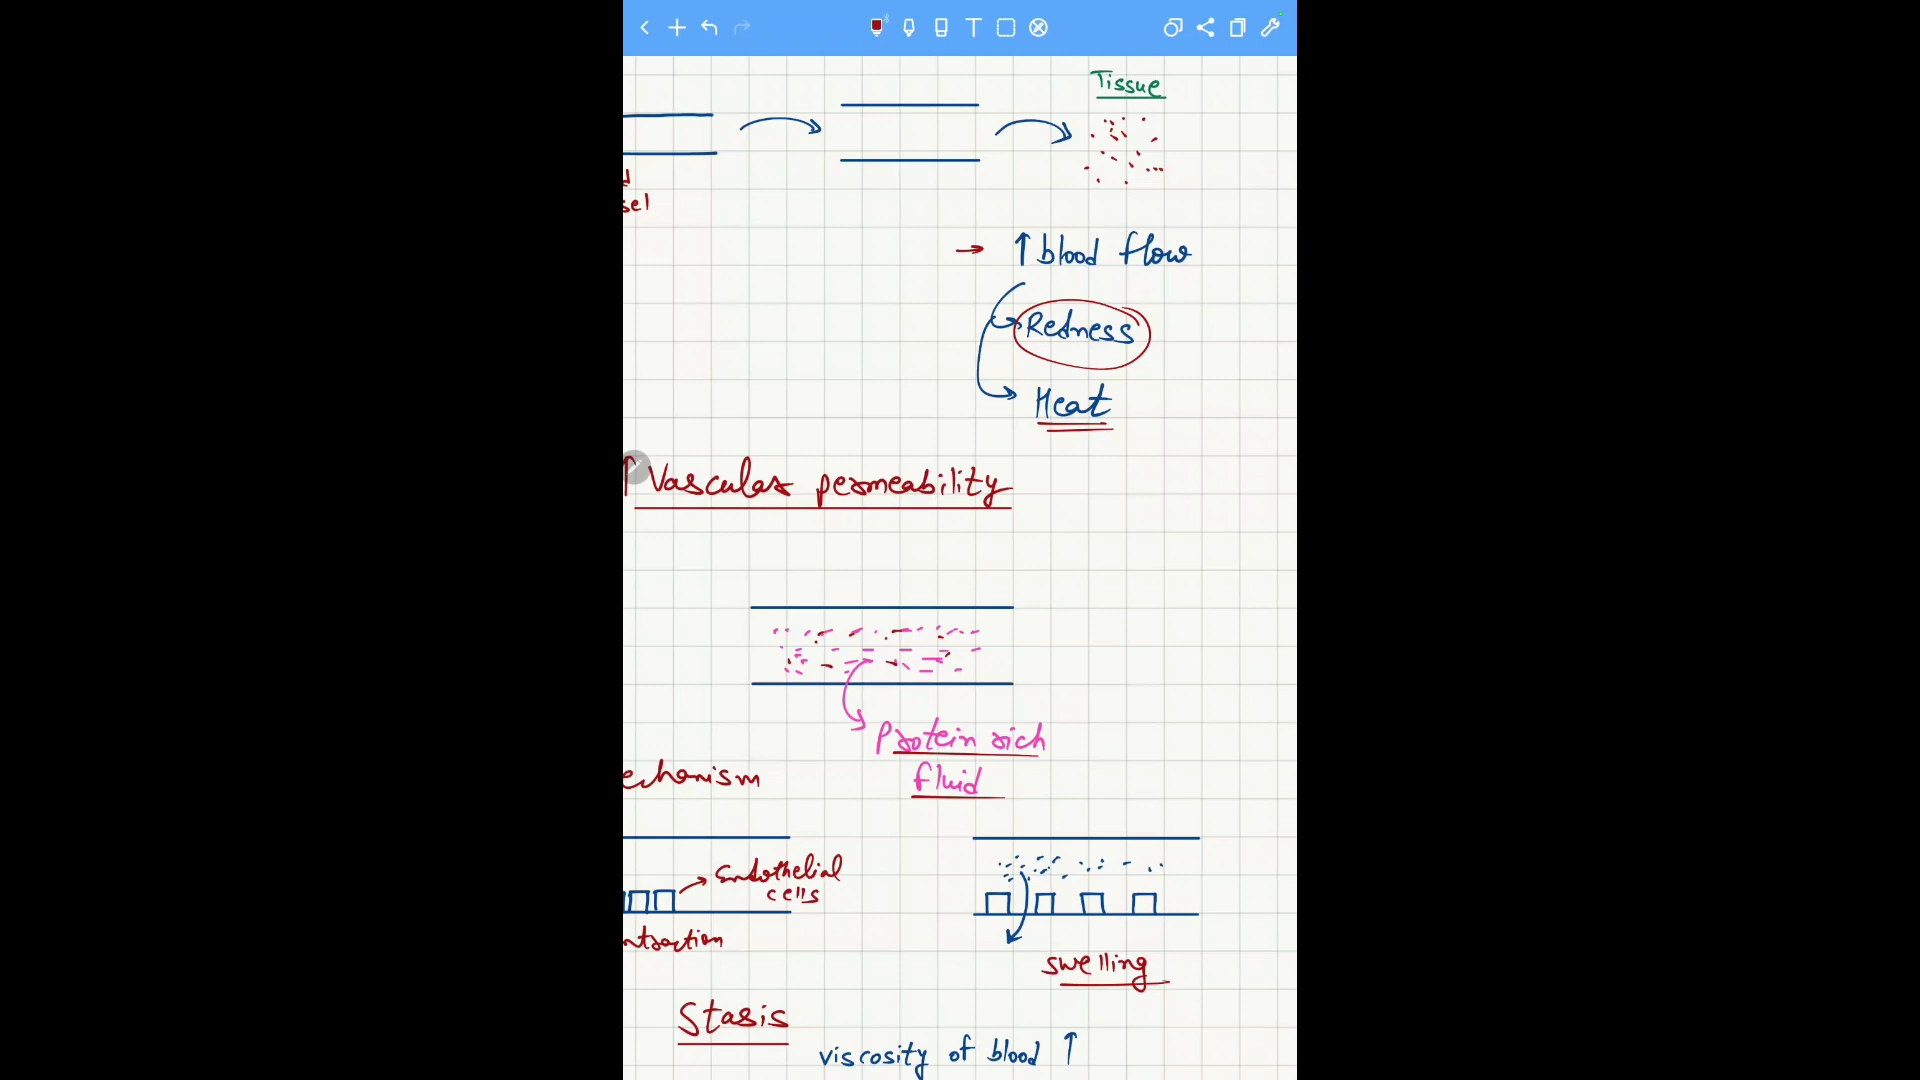 Tissue
sel
→ ↑ blood flow
Redness
Heat
↑ Vascular permeability
Protein rich
fluid
echanism
Endothelial
cells
ntraction
swelling
Stasis
viscosity of blood ↑